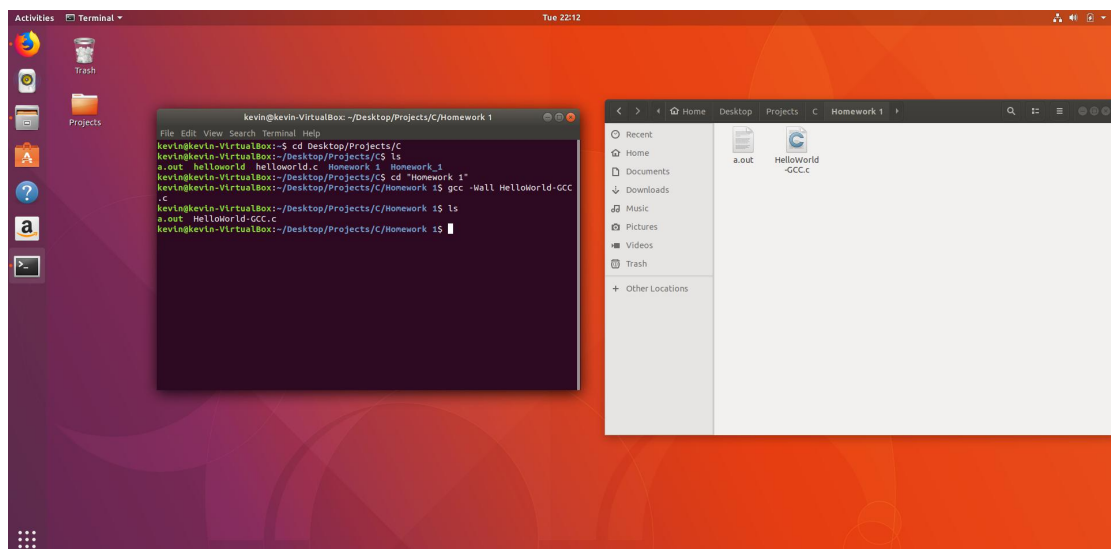 Activities Terminal Tue 22:12
Trash
Projects
kevin@kevin-VirtualBox: ~/Desktop/Projects/C/Homework 1
File Edit View Search Terminal Help
kevin@kevin-VirtualBox:~$ cd Desktop/Projects/C
kevin@kevin-VirtualBox:~/Desktop/Projects/C$ ls
a.out helloworld helloworld.c Homework 1 Homework_1
kevin@kevin-VirtualBox:~/Desktop/Projects/C$ cd "Homework 1"
kevin@kevin-VirtualBox:~/Desktop/Projects/C/Homework 1$ gcc -Wall HelloWorld-GCC
.c
kevin@kevin-VirtualBox:~/Desktop/Projects/C/Homework 1$ ls
a.out HelloWorld-GCC.c
kevin@kevin-VirtualBox:~/Desktop/Projects/C/Homework 1$
Home Desktop Projects C Homework 1
Recent
Home
Documents
Downloads
Music
Pictures
Videos
Trash
+ Other Locations
a.out
HelloWorld
-GCC.c